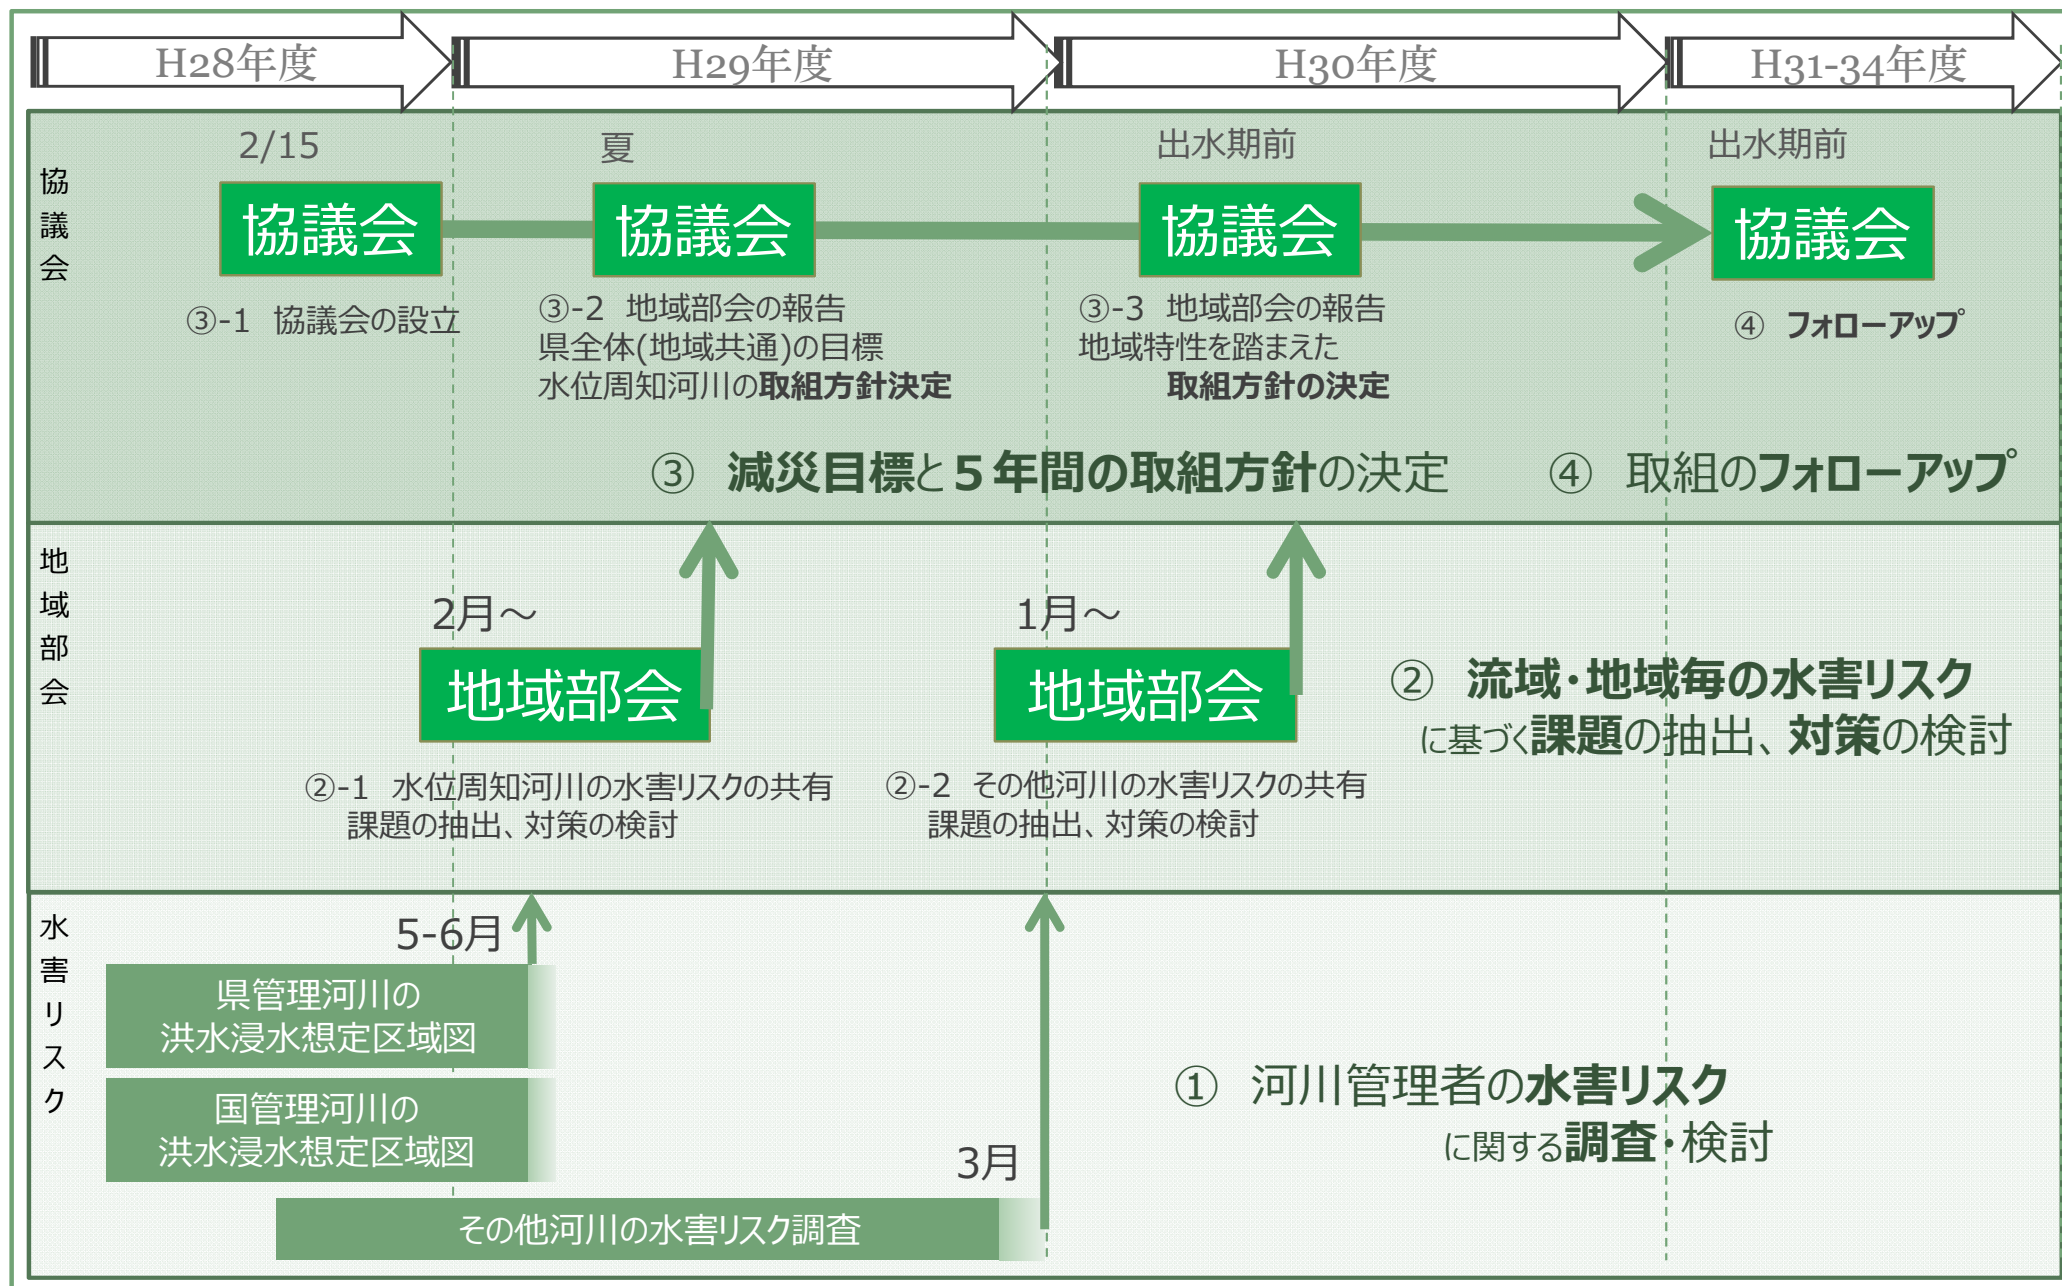 H28年度
H29年度
H30年度
H31-34年度
協議会
2/15
夏
出水期前
出水期前
協議会
協議会
協議会
協議会
③-1 協議会の設立
③-2 地域部会の報告
県全体(地域共通)の目標
水位周知河川の取組方針決定
③-3 地域部会の報告
地域特性を踏まえた
取組方針の決定
④ フォローアップ
③ 減災目標と５年間の取組方針の決定
④ 取組のフォローアップ
地域部会
2月～
1月～
地域部会
地域部会
②-1 水位周知河川の水害リスクの共有
課題の抽出、対策の検討
②-2 その他河川の水害リスクの共有
課題の抽出、対策の検討
② 流域・地域毎の水害リスク
に基づく課題の抽出、対策の検討
水害リスク
5-6月
県管理河川の
洪水浸水想定区域図
国管理河川の
洪水浸水想定区域図
3月
その他河川の水害リスク調査
① 河川管理者の水害リスク
に関する調査・検討